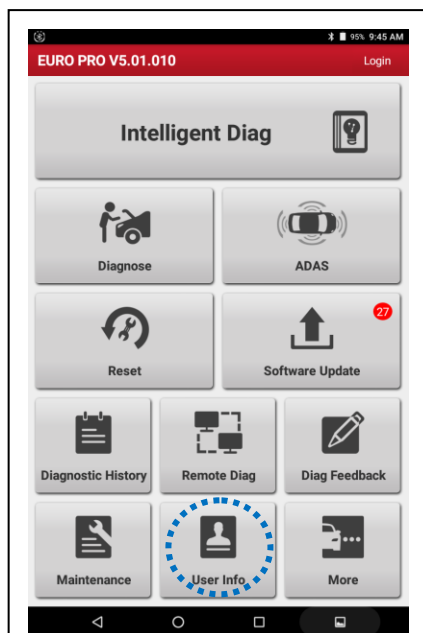 95% 9:45 AM
EURO PRO V5.01.010 Login
Intelligent Diag
Diagnose ADAS
27
Reset Software Update
Diagnostic History Remote Diag Diag Feedback
Maintenance User Info More